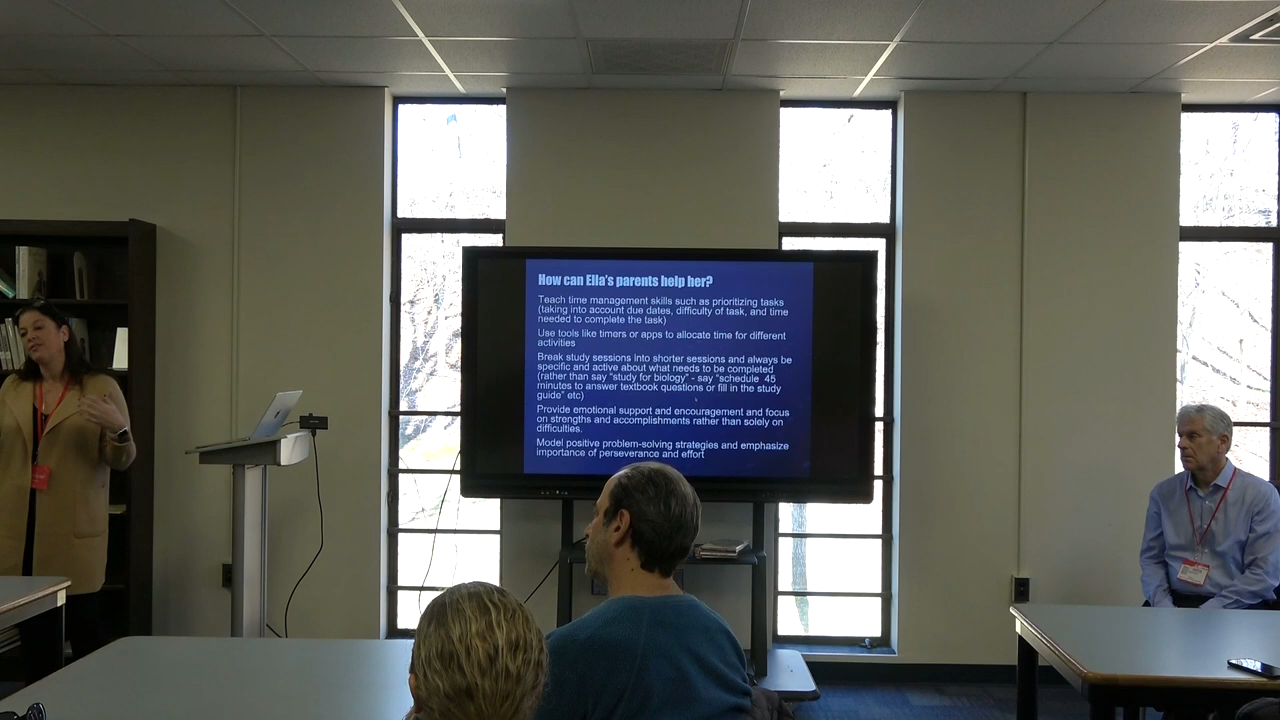 How can Ella's parents help her?
Teach time management skills such as prioritizing tasks
(taking into account due dates, difficulty of task, and time
needed to complete the task)
Use tools like timers or apps to allocate time for different
activities
Break study sessions into shorter sessions and always be
specific and active about what needs to be completed
(rather than say "study for biology" - say "schedule 45
minutes to answer textbook questions or fill in the study
guide" etc)
Provide emotional support and encouragement and focus
on strengths and accomplishments rather than solely on
difficulties.
Model positive problem-solving strategies and emphasize
importance of perseverance and effort